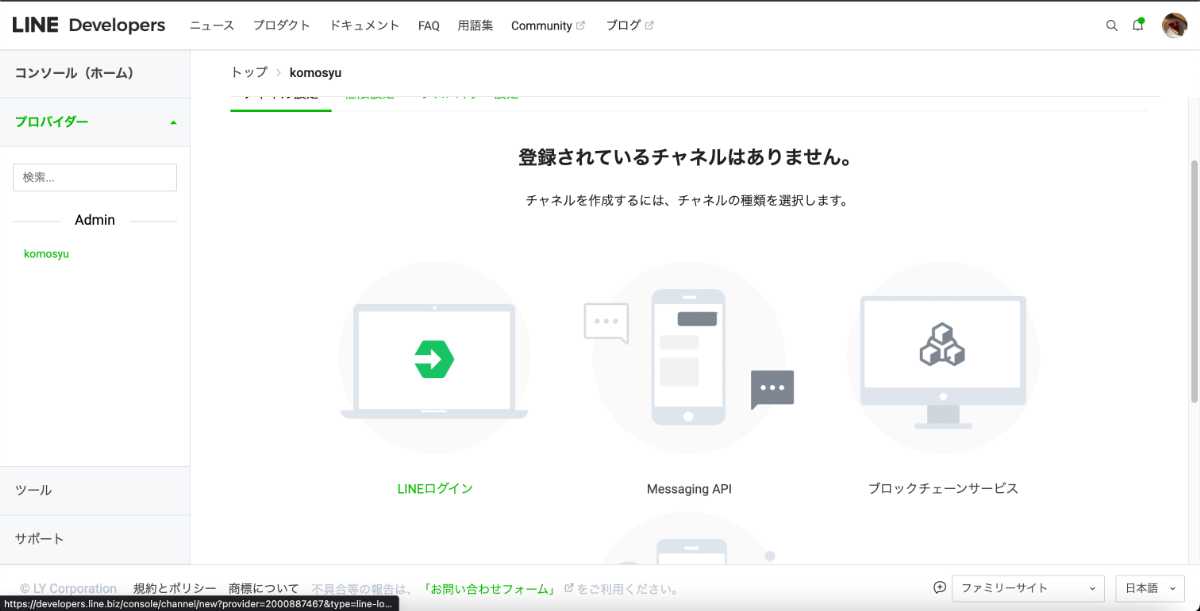 LINE Developers ニュース プロダクト ドキュメント FAQ 用語集 Community ブログ
コンソール（ホーム）
トップ > komosyu
プロバイダー
検索...
Admin
komosyu
登録されているチャネルはありません。
チャネルを作成するには、チャネルの種類を選択します。
LINEログイン
Messaging API
ブロックチェーンサービス
ツール
サポート
© LY Corporation 規約とポリシー 商標について 不具合等の報告は、「お問い合わせフォーム」をご利用ください。
ファミリーサイト
日本語
https://developers.line.biz/console/channel/new?provider=2000887467&type=line-lo...